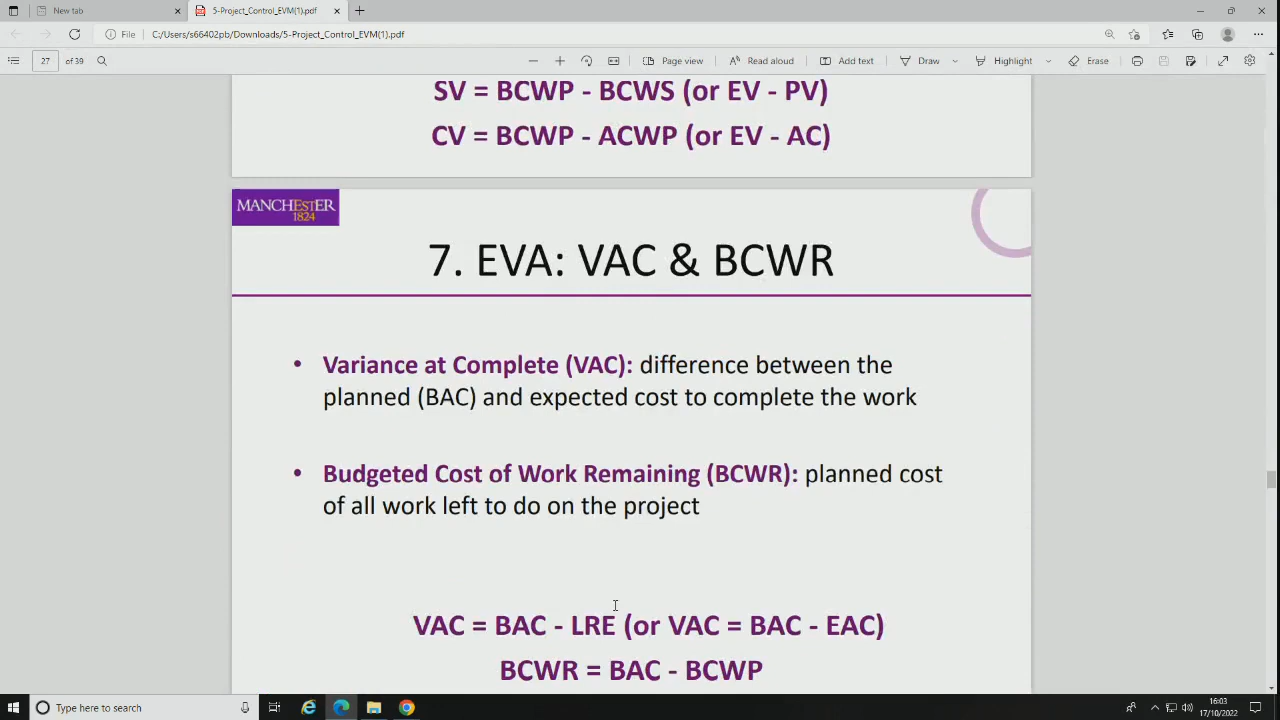 New tab
5-Project_Control_EVM(1).pdf
File
C:/Users/s66402pb/Downloads/5-Project_Control_EVM(1).pdf
27 of 39
Page view
Read aloud
Add text
Draw
Highlight
Erase
SV = BCWP - BCWS (or EV - PV)
CV = BCWP - ACWP (or EV - AC)
MANCHESTER
1824
7. EVA: VAC & BCWR
• Variance at Complete (VAC): difference between the
planned (BAC) and expected cost to complete the work
• Budgeted Cost of Work Remaining (BCWR): planned cost
of all work left to do on the project
VAC = BAC - LRE (or VAC = BAC - EAC)
BCWR = BAC - BCWP
Type here to search
16:03
17/10/2022